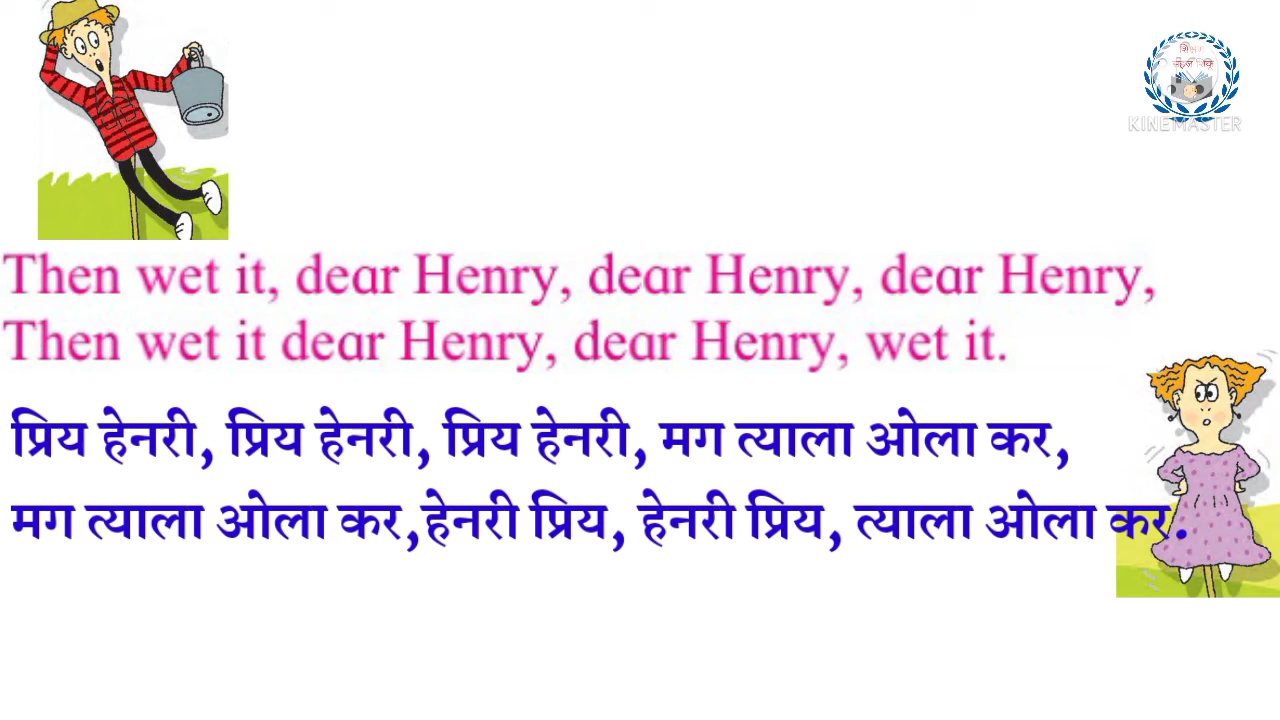 शिक्षण
KINEMASTER
Then wet it, dear Henry, dear Henry, dear Henry,
Then wet it dear Henry, dear Henry, wet it.
प्रिय हेनरी, प्रिय हेनरी, प्रिय हेनरी, मग त्याला ओला कर,
मग त्याला ओला कर,हेनरी प्रिय, हेनरी प्रिय, त्याला ओला कर.